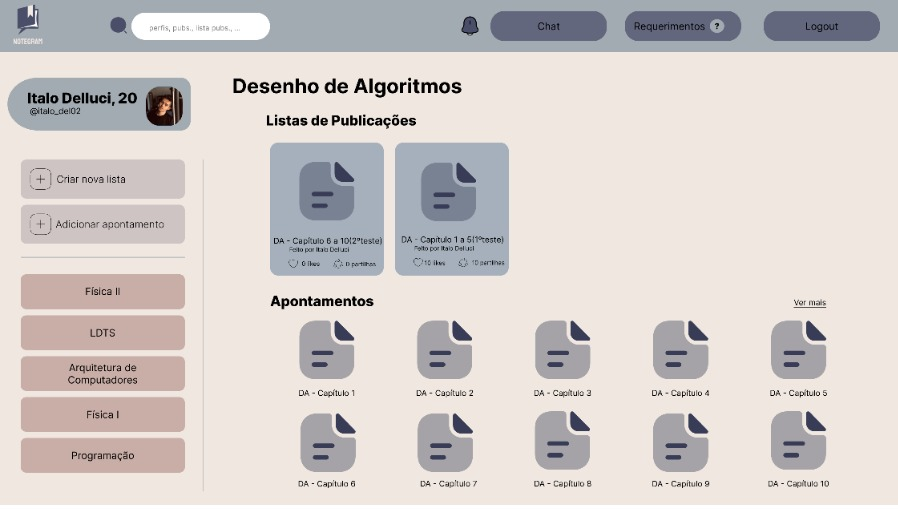 NOTEGRAM
perfis, pubs., lista pubs., ...
Chat
Requerimentos ?
Logout
Italo Delluci, 20
@italo_del02
Criar nova lista
Adicionar apontamento
Física II
LDTS
Arquitetura de
Computadores
Física I
Programação
Desenho de Algoritmos
Listas de Publicações
DA - Capítulo 6 a 10(2ºteste)
Feito por Italo Delluci
0 likes
0 partilhas
DA - Capítulo 1 a 5(1ºteste)
Feito por Italo Delluci
10 likes
10 partilhas
Apontamentos
Ver mais
DA - Capítulo 1
DA - Capítulo 2
DA - Capítulo 3
DA - Capítulo 4
DA - Capítulo 5
DA - Capítulo 6
DA - Capítulo 7
DA - Capítulo 8
DA - Capítulo 9
DA - Capítulo 10